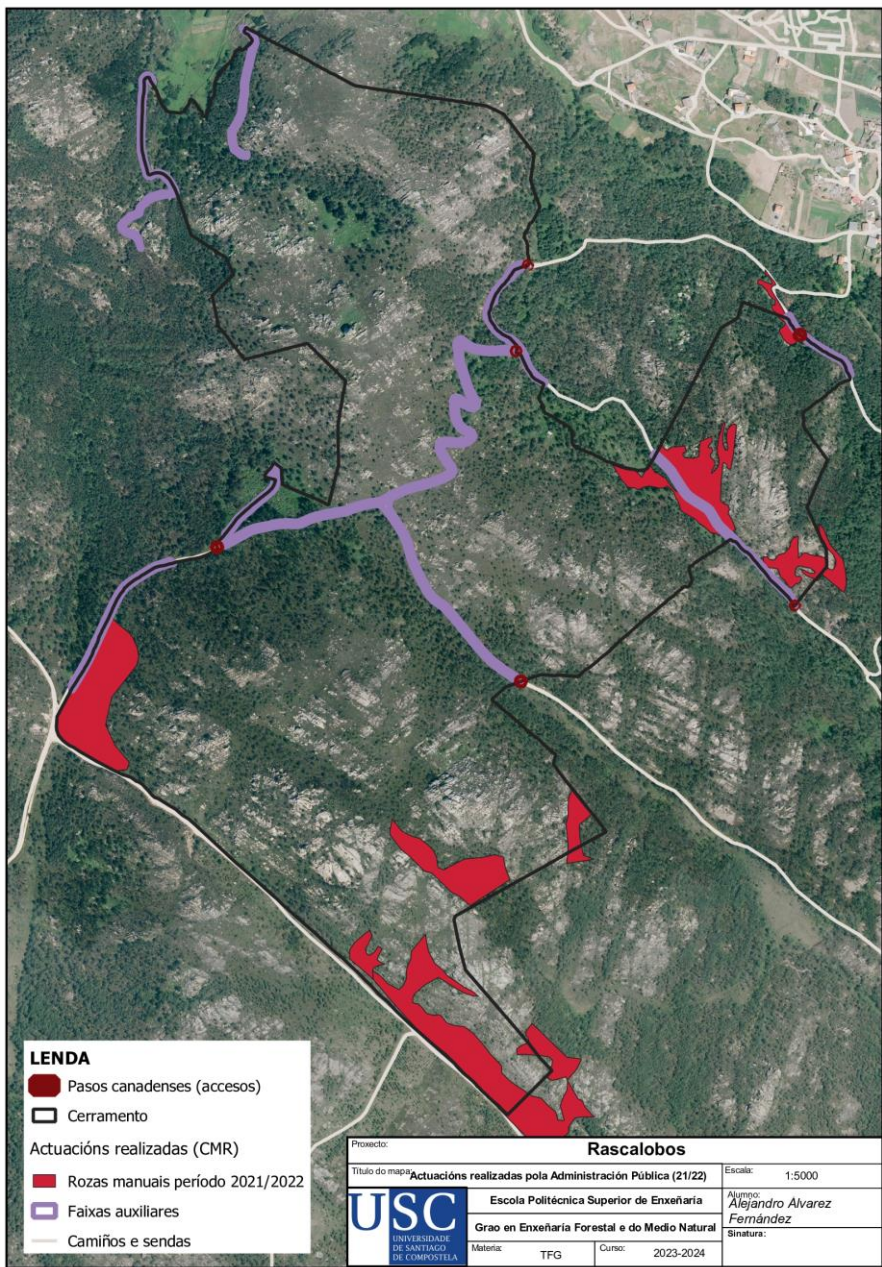 LENDA
Pasos canadenses (accesos)
Cerramento
Actuacións realizadas (CMR)
Rozas manuais período 2021/2022
Faixas auxiliares
Camiños e sendas
Proxecto:
Rascalobos
Título do mapa:
Actuacións realizadas pola Administración Pública (21/22)
Escala:
1:5000
USC
UNIVERSIDADE
DE SANTIAGO
DE COMPOSTELA
Escola Politécnica Superior de Enxeñaría
Grao en Enxeñaría Forestal e do Medio Natural
Alumno:
Alejandro Alvarez
Fernández
Sinatura:
Materia:
TFG
Curso:
2023-2024